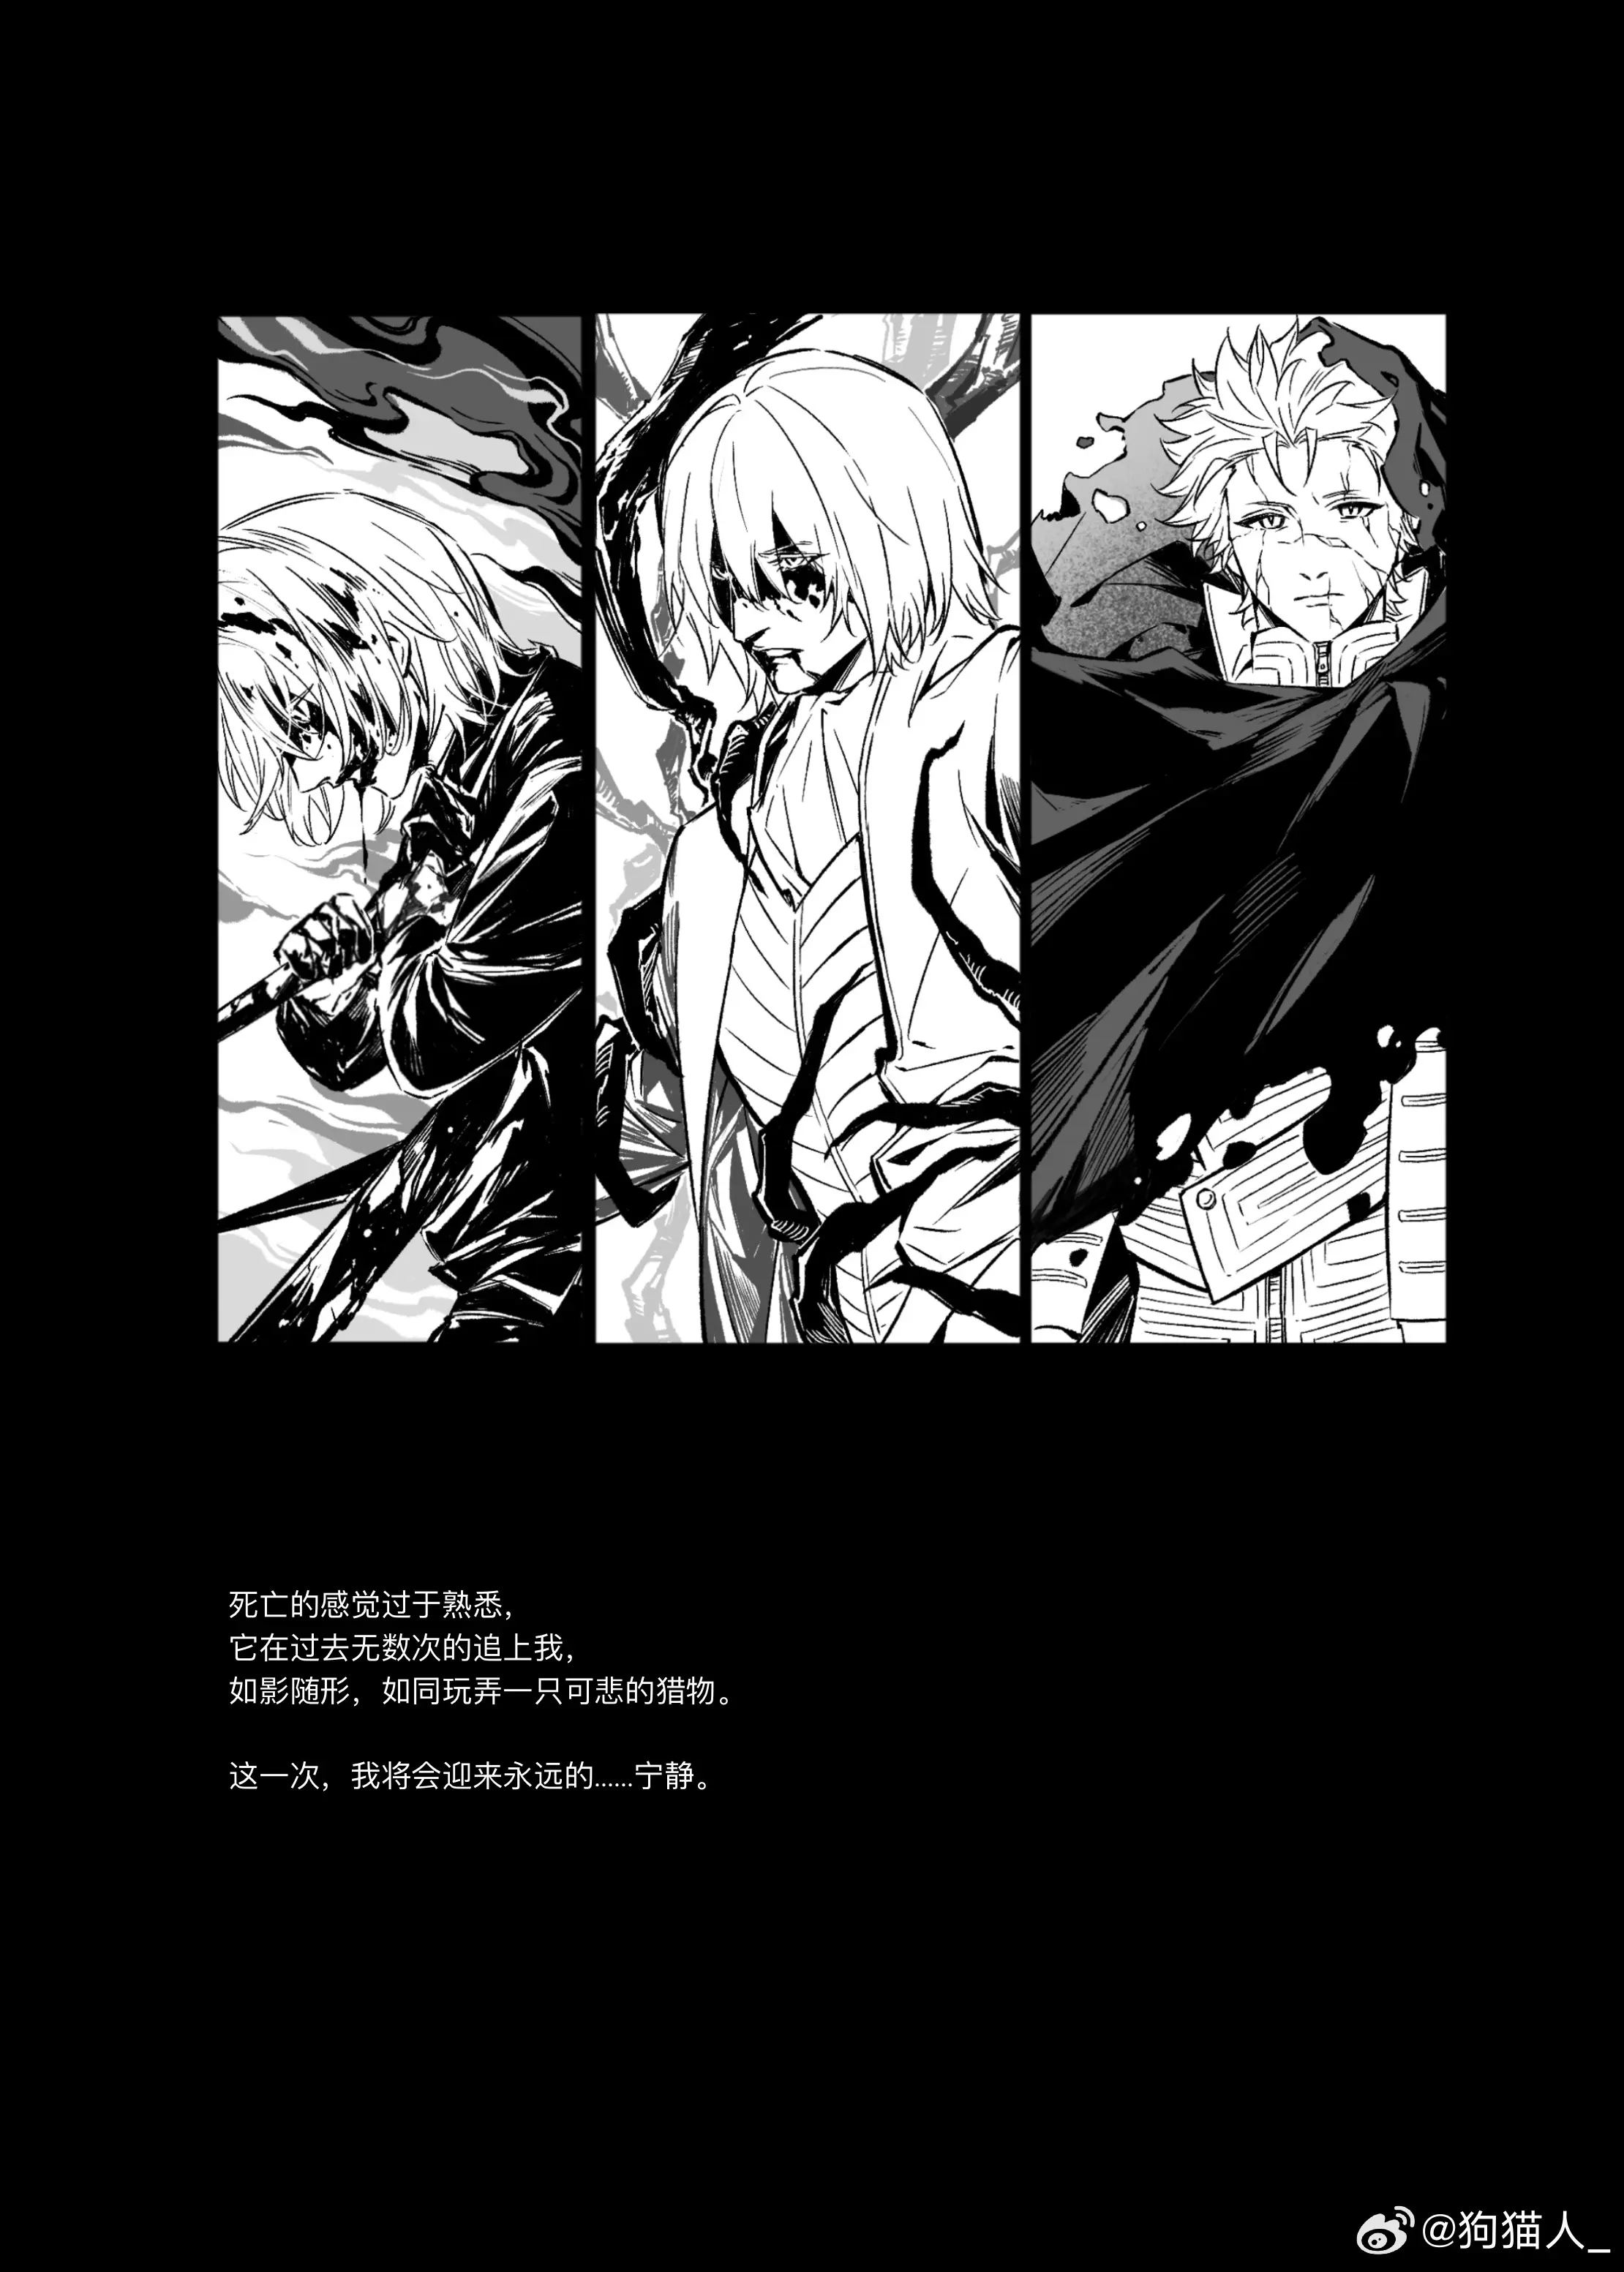 死亡的感觉过于熟悉，
它在过去无数次的追上我，
如影随形，如同玩弄一只可悲的猎物。
这一次，我将会迎来永远的......宁静。
@狗猫人_